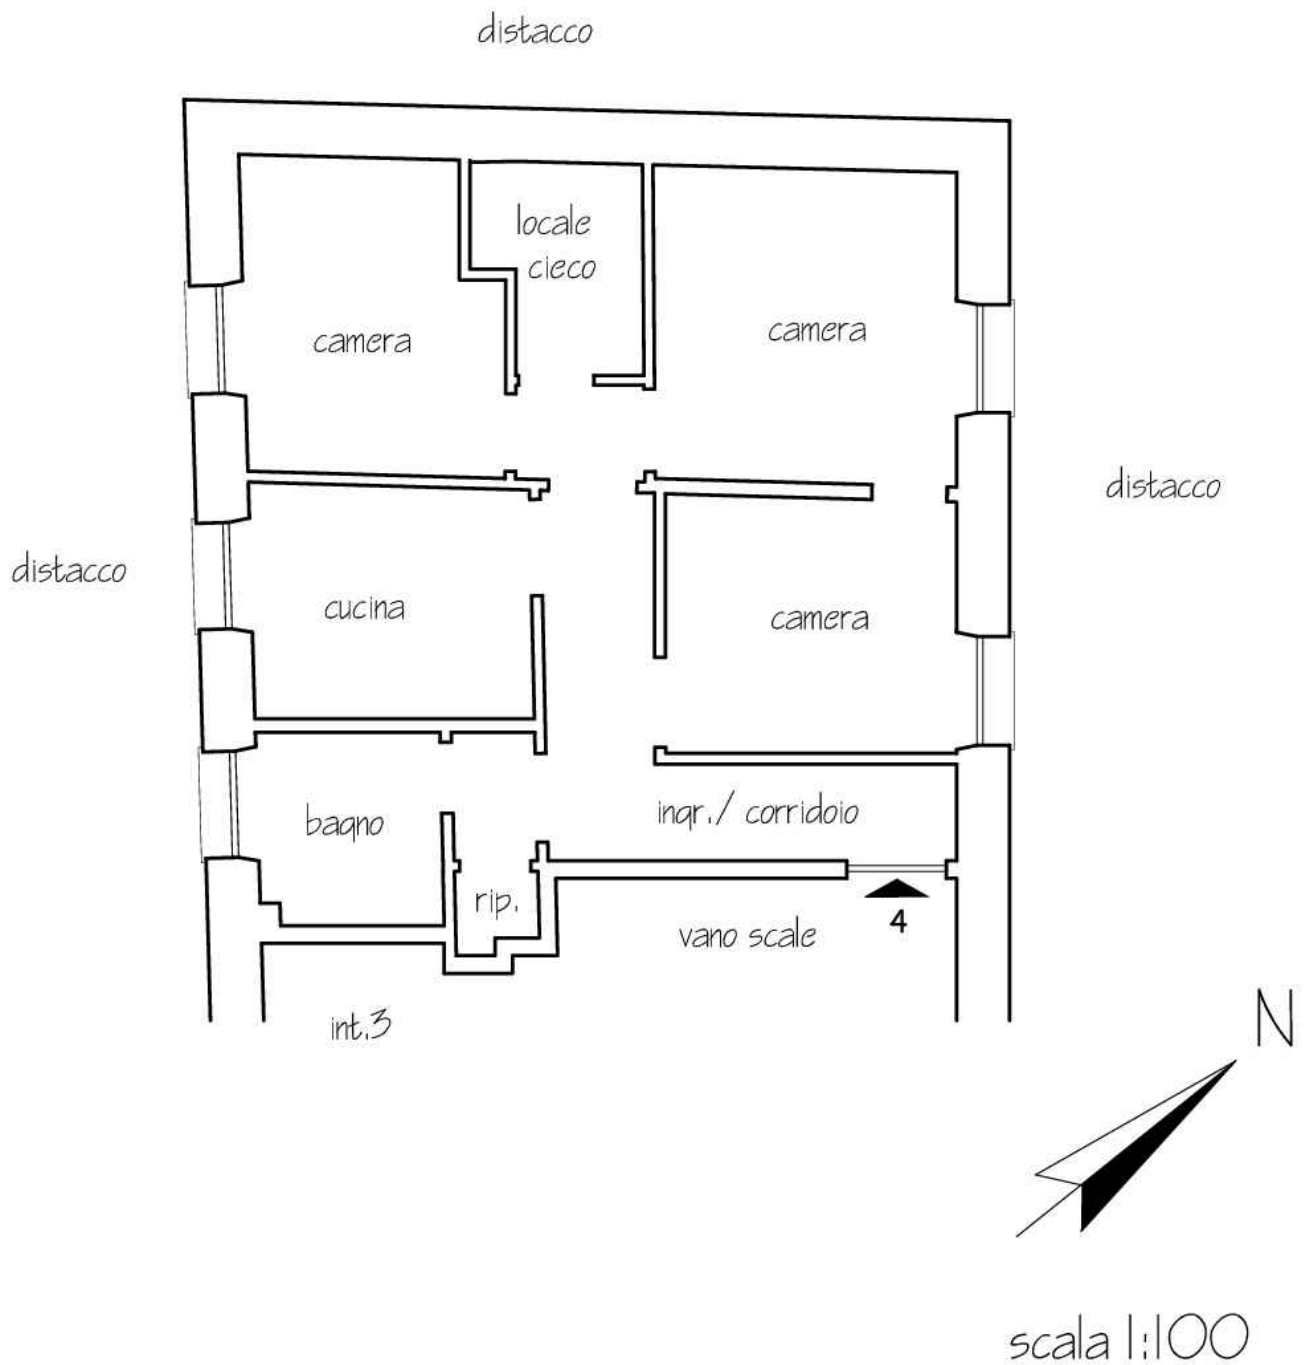 distacco
locale
cieco
camera
camera
distacco
distacco
cucina
camera
bagno
ingr./ corridoio
rip.
4
vano scale
int.3
N
scala 1:100